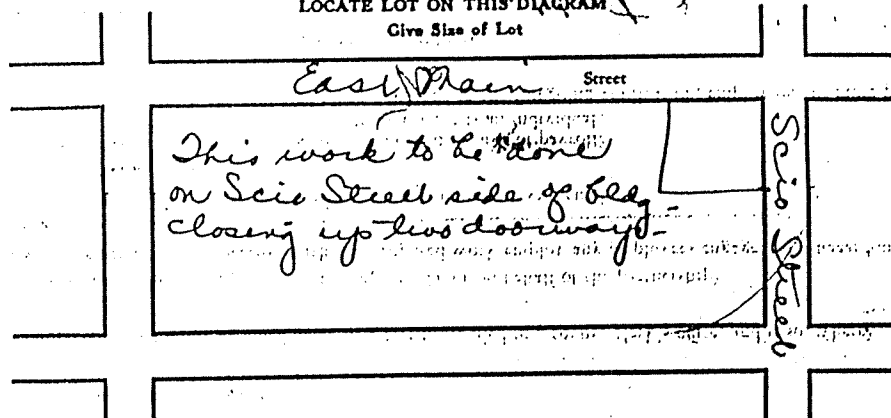 LOCATE LOT ON THIS DIAGRAM
Give Size of Lot
East Main Street
This work to be done
on Scio Street side of bldg-
closing up two doorways-
Scio Street